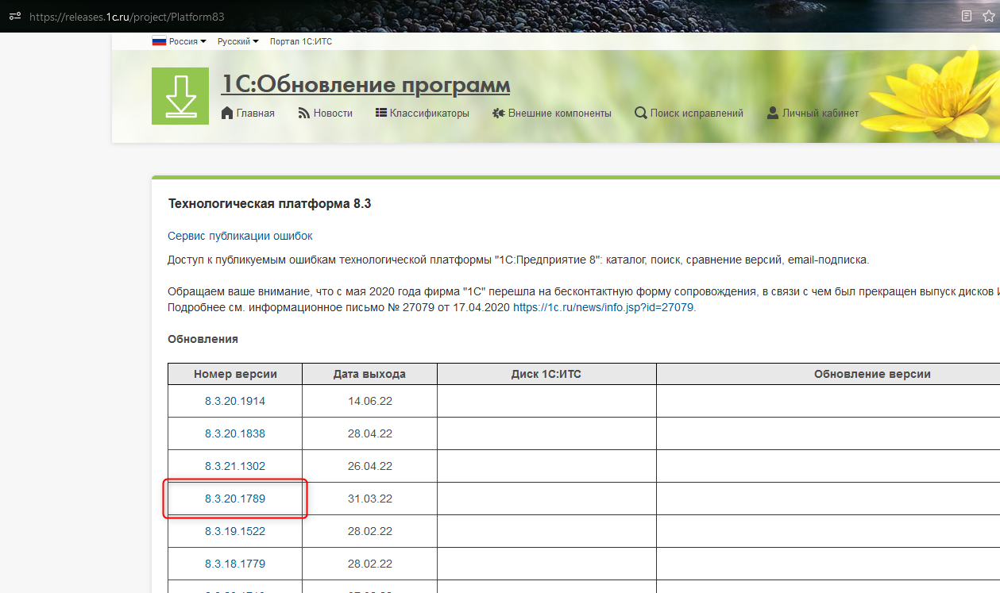 https://releases.1c.ru/project/Platform83
Россия Русский Портал 1С:ИТС
1С:Обновление программ
Главная Новости Классификаторы Внешние компоненты Поиск исправлений Личный кабинет
Технологическая платформа 8.3
Сервис публикации ошибок
Доступ к публикуемым ошибкам технологической платформы "1С:Предприятие 8": каталог, поиск, сравнение версий, email-подписка.
Обращаем ваше внимание, что с мая 2020 года фирма "1С" перешла на бесконтактную форму сопровождения, в связи с чем был прекращен выпуск дисков
Подробнее см. информационное письмо № 27079 от 17.04.2020 https://1c.ru/news/info.jsp?id=27079.
Обновления
Номер версии Дата выхода Диск 1С:ИТС Обновление версии
8.3.20.1914 14.06.22
8.3.20.1838 28.04.22
8.3.21.1302 26.04.22
8.3.20.1789 31.03.22
8.3.19.1522 28.02.22
8.3.18.1779 28.02.22